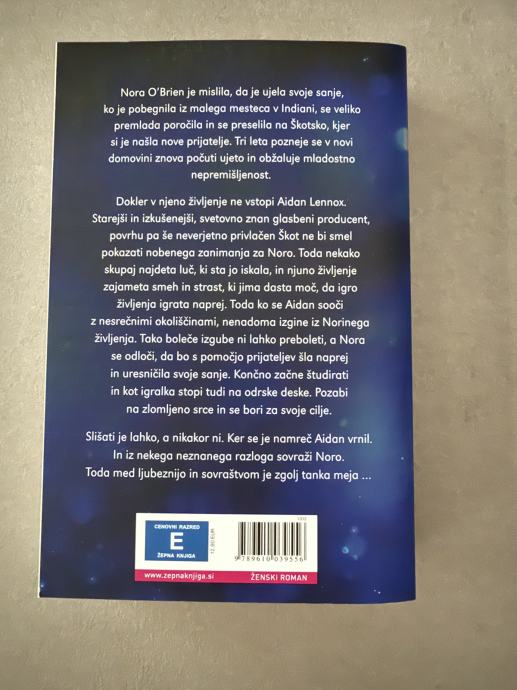 Nora O'Brien je mislila, da je ujela svoje sanje,
ko je pobegnila iz malega mesteca v Indiani, se veliko
premlada poročila in se preselila na Škotsko, kjer
si je našla nove prijatelje. Tri leta pozneje se v novi
domovini znova počuti ujeto in obžaluje mladostno
nepremišljenost.
Dokler v njeno življenje ne vstopi Aidan Lennox.
Starejši in izkušenejši, svetovno znan glasbeni producent,
povrhu pa še neverjetno privlačen Škot ne bi smel
pokazati nobenega zanimanja za Noro. Toda nekako
skupaj najdeta luč, ki sta jo iskala, in njuno življenje
zajameta smeh in strast, ki jima dasta moč, da igro
življenja igrata naprej. Toda ko se Aidan sooči
z nesrečnimi okoliščinami, nenadoma izgine iz Norinega
življenja. Tako boleče izgube ni lahko preboleti, a Nora
se odloči, da bo s pomočjo prijateljev šla naprej
in uresničila svoje sanje. Končno začne študirati
in kot igralka stopi tudi na odrske deske. Pozabi
na zlomljeno srce in se bori za svoje cilje.
Slišati je lahko, a nikakor ni. Ker se je namreč Aidan vrnil.
In iz nekega neznanega razloga sovraži Noro.
Toda med ljubeznijo in sovraštvom je zgolj tanka meja ...
CENOVNI RAZRED
E
ŽEPNA KNJIGA
12,90 EUR
9 789610 039556
www.zepnaknjiga.si
ŽENSKI ROMAN